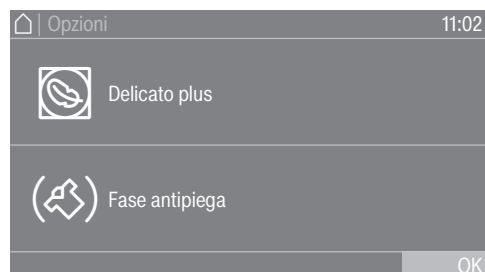 | Opzioni 11:02
Delicato plus
Fase antipiega
OK